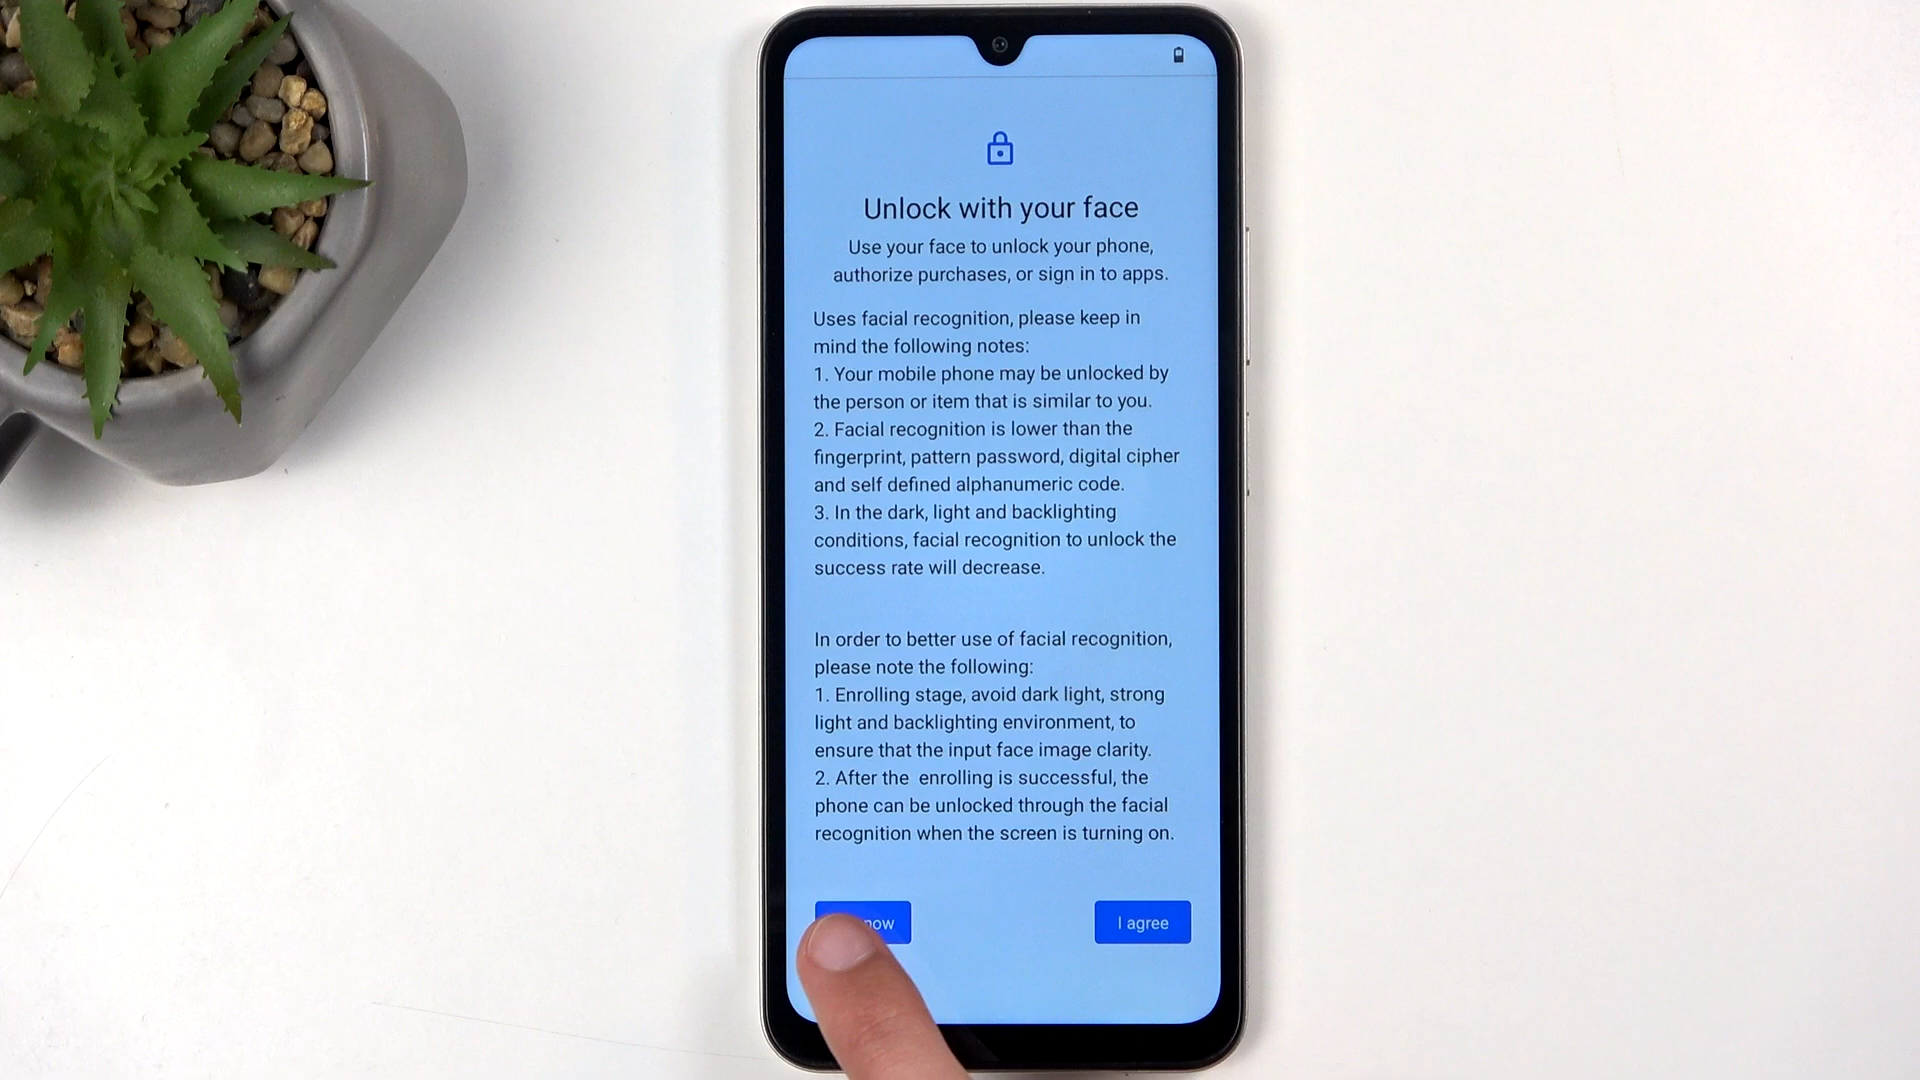 Unlock with your face
Use your face to unlock your phone,
authorize purchases, or sign in to apps.
Uses facial recognition, please keep in
mind the following notes:
1. Your mobile phone may be unlocked by
the person or item that is similar to you.
2. Facial recognition is lower than the
fingerprint, pattern password, digital cipher
and self defined alphanumeric code.
3. In the dark, light and backlighting
conditions, facial recognition to unlock the
success rate will decrease.
In order to better use of facial recognition,
please note the following:
1. Enrolling stage, avoid dark light, strong
light and backlighting environment, to
ensure that the input face image clarity.
2. After the  enrolling is successful, the
phone can be unlocked through the facial
recognition when the screen is turning on.
now
I agree